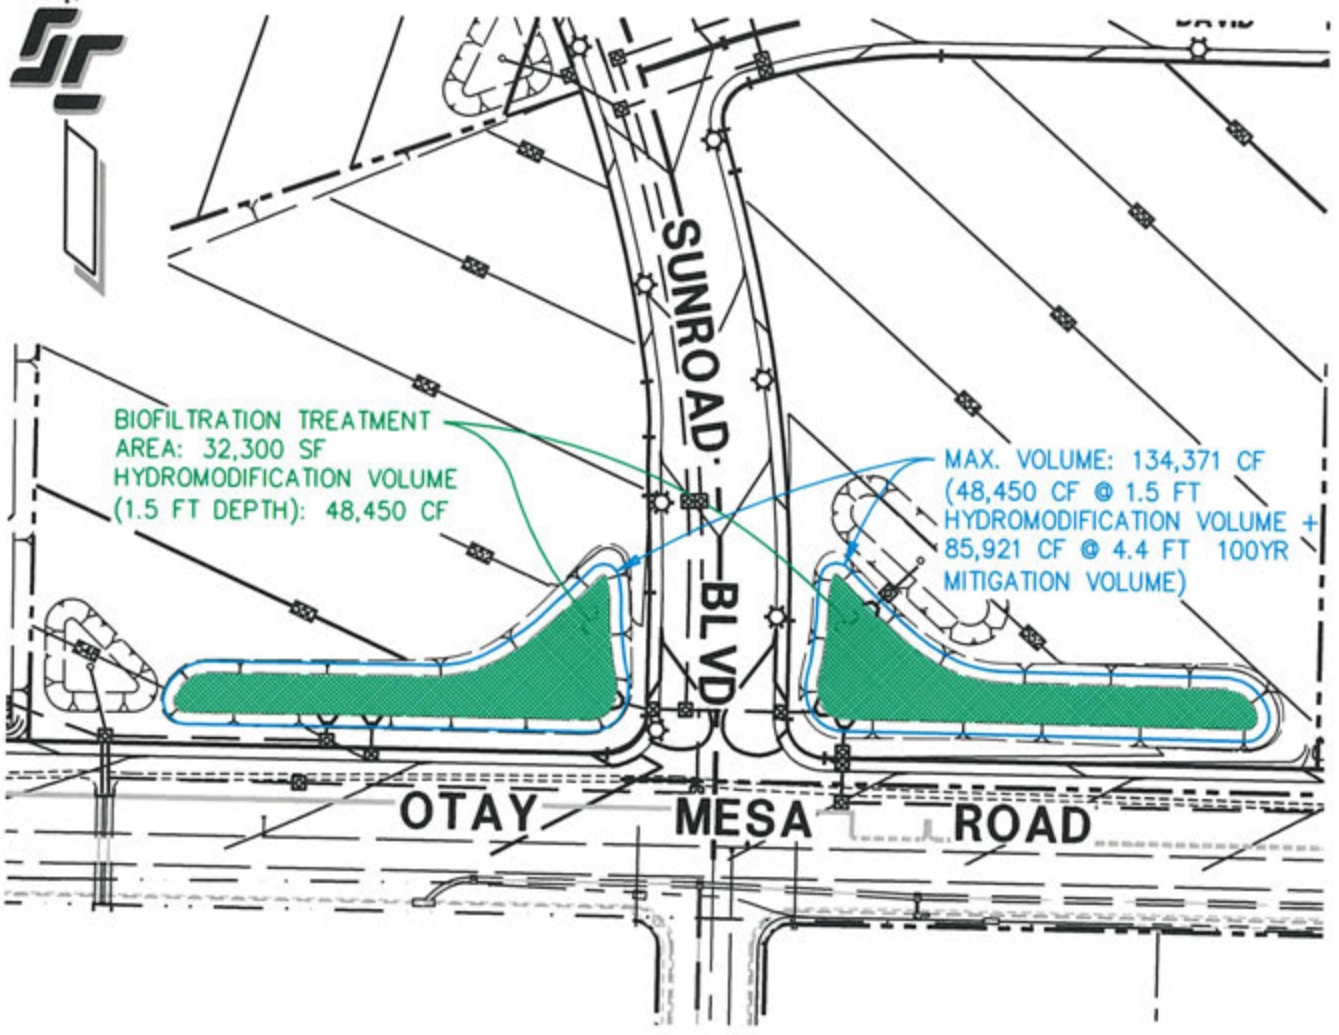 SUNROAD
BIOFILTRATION TREATMENT
AREA: 32,300 SF
HYDROMODIFICATION VOLUME
(1.5 FT DEPTH): 48,450 CF
MAX. VOLUME: 134,371 CF
(48,450 CF @ 1.5 FT
HYDROMODIFICATION VOLUME +
85,921 CF @ 4.4 FT 100YR
MITIGATION VOLUME)
BLVD
OTAY MESA ROAD